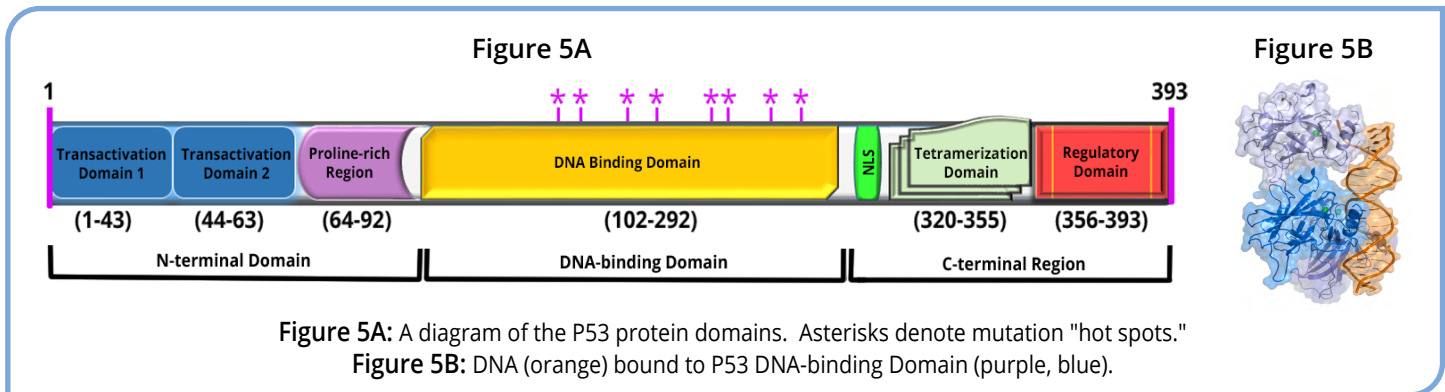 Figure 5A
Figure 5B
1
393
* * * * * * * *
Transactivation
Domain 1
Transactivation
Domain 2
Proline-rich
Region
DNA Binding Domain
NLS
Tetramerization
Domain
Regulatory
Domain
(1-43)
(44-63)
(64-92)
(102-292)
(320-355)
(356-393)
N-terminal Domain
DNA-binding Domain
C-terminal Region
Figure 5A: A diagram of the P53 protein domains. Asterisks denote mutation "hot spots."
Figure 5B: DNA (orange) bound to P53 DNA-binding Domain (purple, blue).